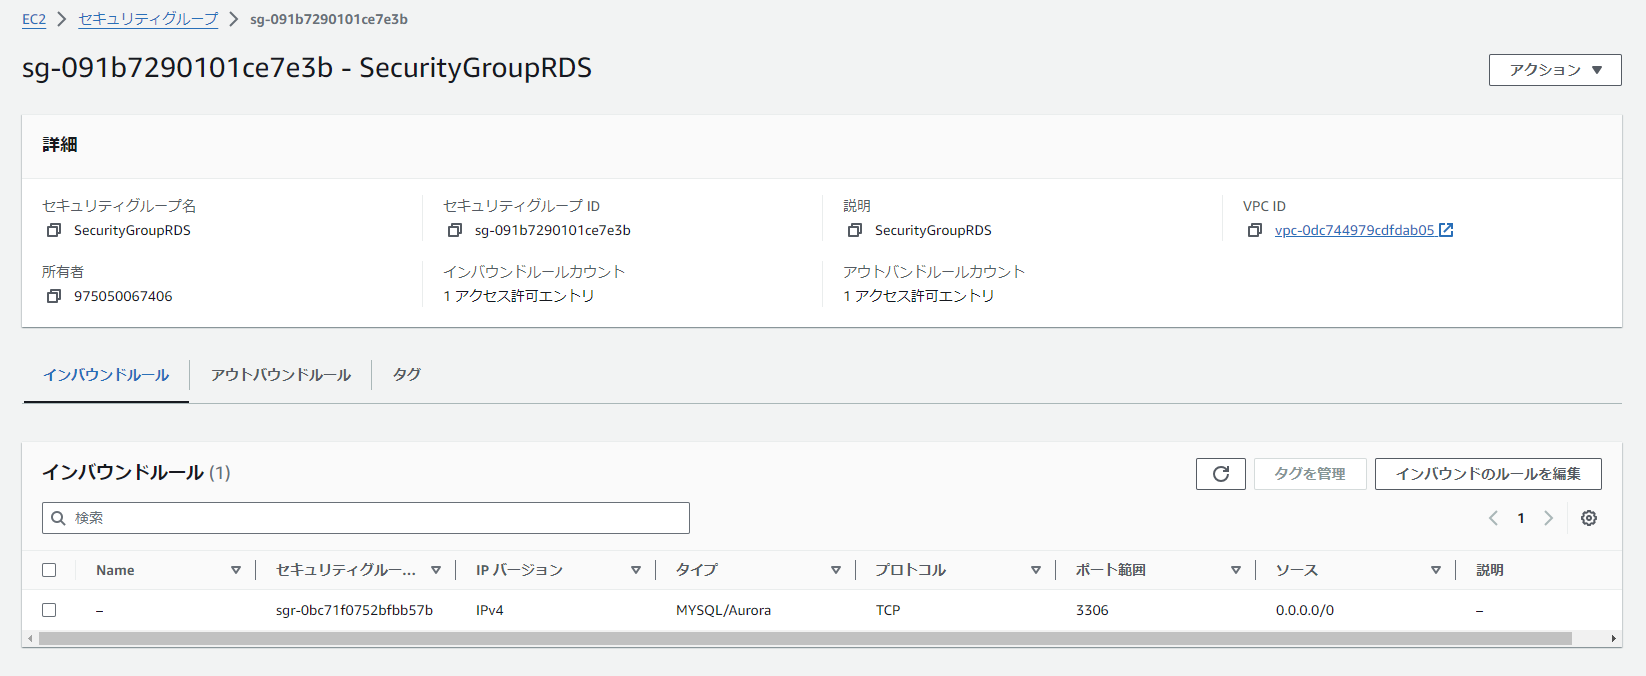 EC2 > セキュリティグループ > sg-091b7290101ce7e3b
sg-091b7290101ce7e3b - SecurityGroupRDS
アクション
詳細
セキュリティグループ名
SecurityGroupRDS
セキュリティグループ ID
sg-091b7290101ce7e3b
説明
SecurityGroupRDS
VPC ID
vpc-0dc744979cdfdab05
所有者
975050067406
インバウンドルールカウント
1 アクセス許可エントリ
アウトバンドルールカウント
1 アクセス許可エントリ
インバウンドルール アウトバウンドルール タグ
インバウンドルール (1)
タグを管理 インバウンドのルールを編集
検索
1
Name セキュリティグルー... IP バージョン タイプ プロトコル ポート範囲 ソース 説明
– sgr-0bc71f0752bfbb57b IPv4 MYSQL/Aurora TCP 3306 0.0.0.0/0 –